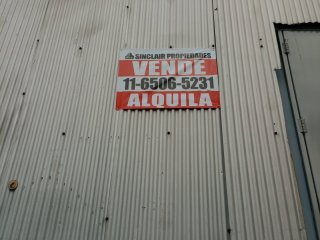 SINCLAIR PROPIEDADES
VENDE
11-6506-5231
ALQUILA